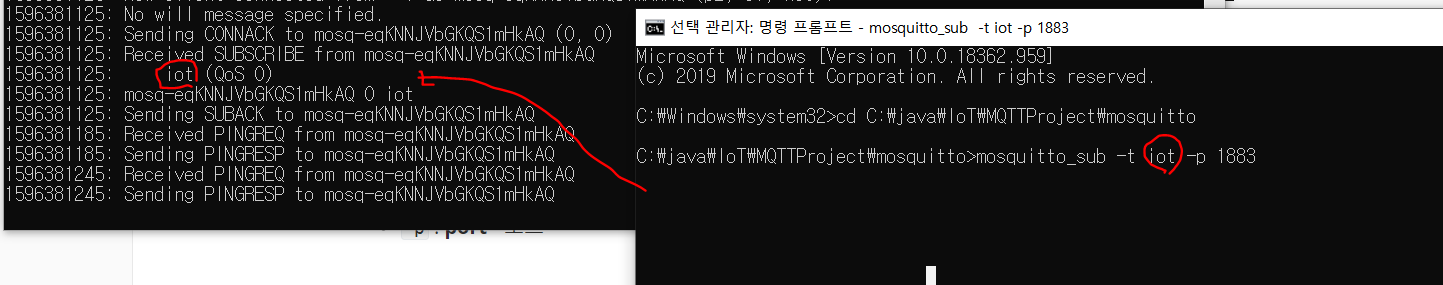 1596381125: No will message specified.
1596381125: Sending CONNACK to mosq-eqKNNJVbGKQS1mHkAQ (0, 0)
1596381125: Received SUBSCRIBE from mosq-eqKNNJVbGKQS1mHkAQ
1596381125: iot (QoS 0)
1596381125: mosq-eqKNNJVbGKQS1mHkAQ 0 iot
1596381125: Sending SUBACK to mosq-eqKNNJVbGKQS1mHkAQ
1596381185: Received PINGREQ from mosq-eqKNNJVbGKQS1mHkAQ
1596381185: Sending PINGRESP to mosq-eqKNNJVbGKQS1mHkAQ
1596381245: Received PINGREQ from mosq-eqKNNJVbGKQS1mHkAQ
1596381245: Sending PINGRESP to mosq-eqKNNJVbGKQS1mHkAQ
선택 관리자: 명령 프롬프트 - mosquitto_sub -t iot -p 1883
Microsoft Windows [Version 10.0.18362.959]
(c) 2019 Microsoft Corporation. All rights reserved.
C:₩Windows₩system32>cd C:₩java₩IoT₩MQTTProject₩mosquitto
C:₩java₩IoT₩MQTTProject₩mosquitto>mosquitto_sub -t iot -p 1883